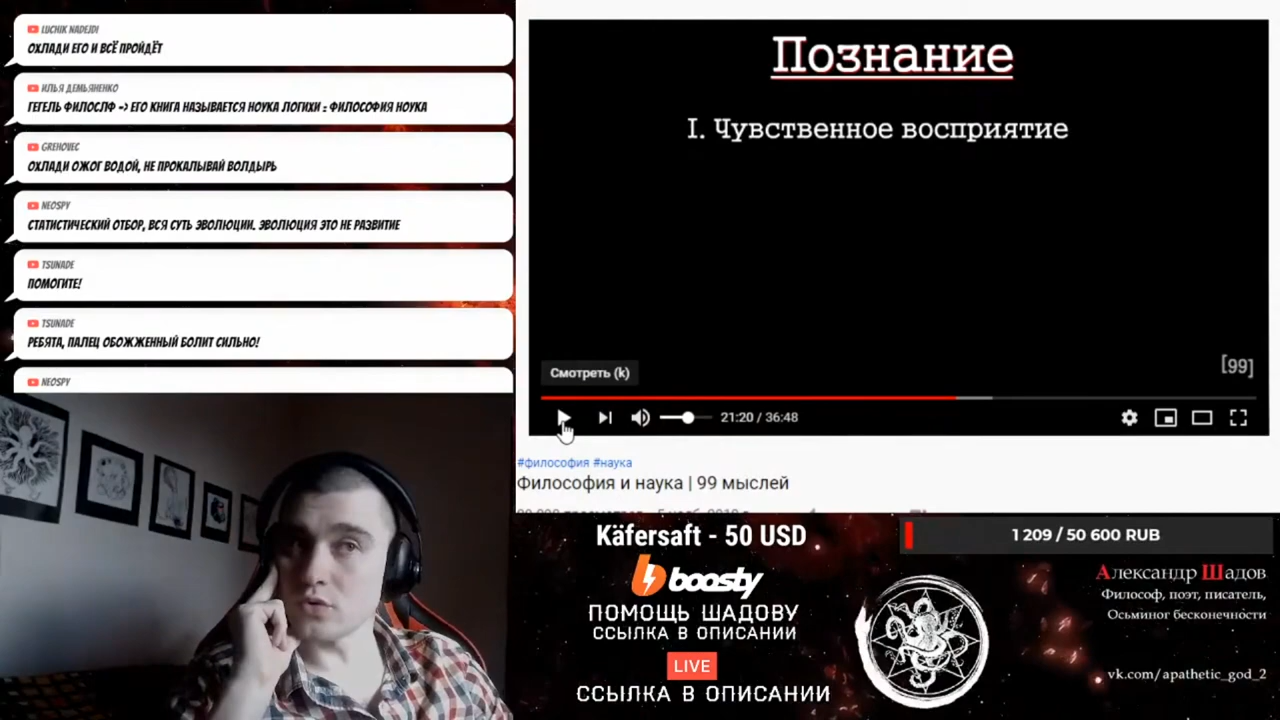 LUCHIK NADEJDI
ОХЛАДИ ЕГО И ВСЁ ПРОЙДЁТ
ИЛЬЯ ДЕМЬЯНЕНКО
ГЕГЕЛЬ ФИЛОСЛФ -> ЕГО КНИГА НАЗЫВАЕТСЯ НОУКА ЛОГИХИ : ФИЛОСОФИЯ НОУКА
GREHOVEC
ОХЛАДИ ОЖОГ ВОДОЙ, НЕ ПРОКАЛЫВАЙ ВОЛДЫРЬ
NEOSPY
СТАТИСТИЧЕСКИЙ ОТБОР, ВСЯ СУТЬ ЭВОЛЮЦИИ. ЭВОЛЮЦИЯ ЭТО НЕ РАЗВИТИЕ
TSUNADE
ПОМОГИТЕ!
TSUNADE
РЕБЯТА, ПАЛЕЦ ОБОЖЖЕННЫЙ БОЛИТ СИЛЬНО!
NEOSPY
Познание
I. Чувственное восприятие
[99]
Смотреть (k)
21:20 / 36:48
#философия #наука
Философия и наука | 99 мыслей
Käfersaft - 50 USD
boosty
ПОМОЩЬ ШАДОВУ
ССЫЛКА В ОПИСАНИИ
LIVE
ССЫЛКА В ОПИСАНИИ
1 209 / 50 600 RUB
Александр Шадов
Философ, поэт, писатель,
Осьминог бесконечности
vk.com/apathetic_god_2